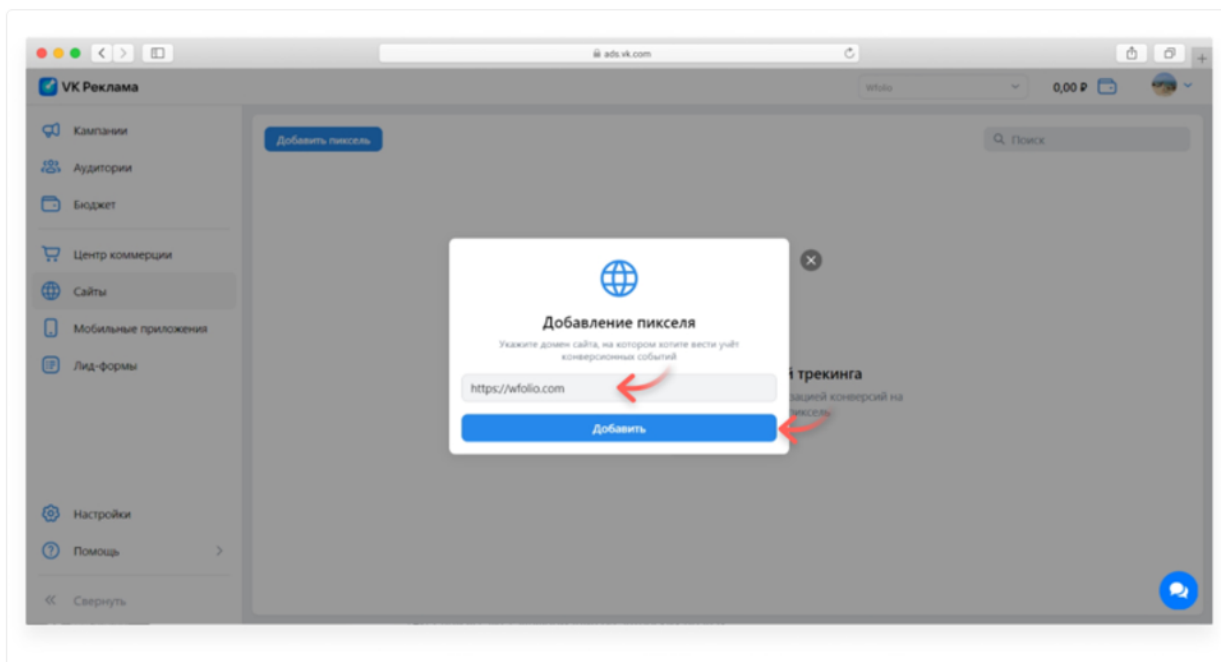 ads.vk.com
VK Реклама
Wfolio
0,00 ₽
Кампании
Добавить пиксель
Поиск
Аудитории
Бюджет
Центр коммерции
Сайты
Мобильные приложения
Лид-формы
Добавление пикселя
Укажите домен сайта, на котором хотите вести учёт
конверсионных событий
https://wfolio.com
Добавить
й трекинга
зацией конверсий на
пиксель
Настройки
Помощь
Свернуть